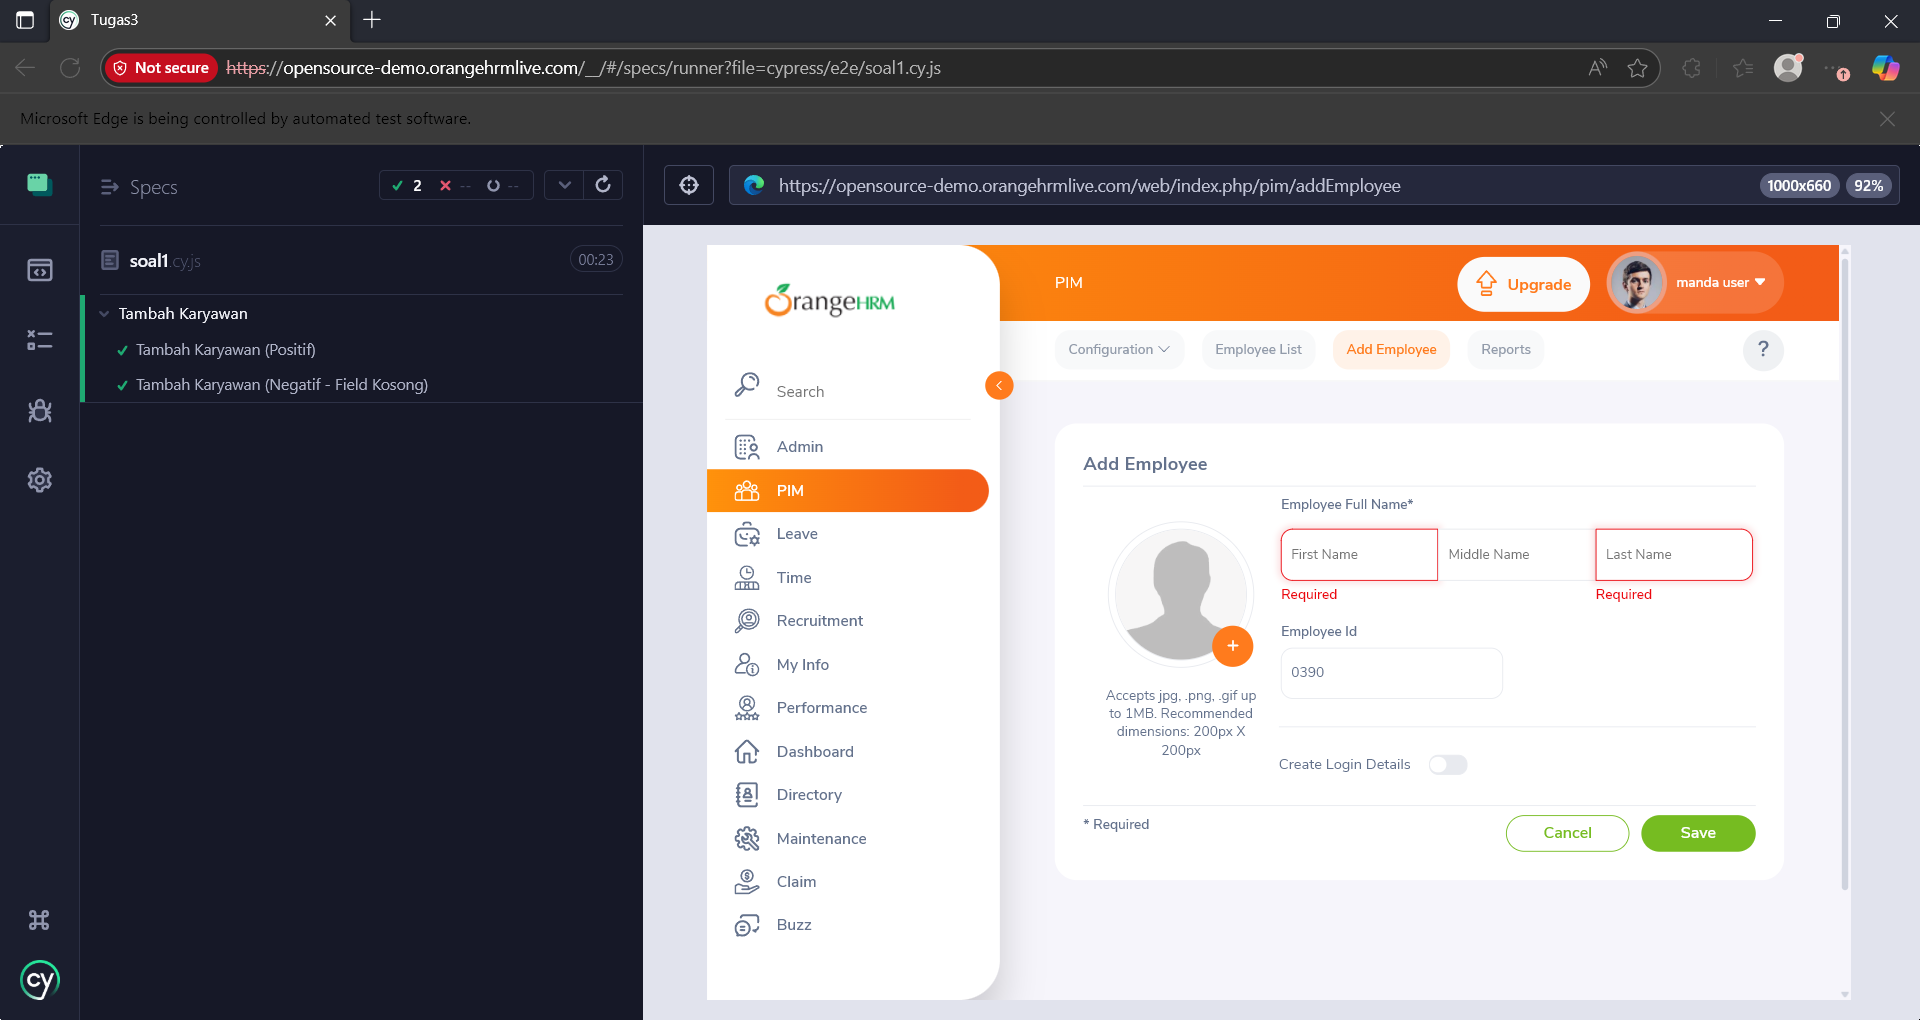 Tugas3
Not secure
https://opensource-demo.orangehrmlive.com/__/#/specs/runner?file=cypress/e2e/soal1.cy.js
Microsoft Edge is being controlled by automated test software.
Specs
2 -- --
https://opensource-demo.orangehrmlive.com/web/index.php/pim/addEmployee
1000x660
92%
soal1.cy.js
00:23
Tambah Karyawan
Tambah Karyawan (Positif)
Tambah Karyawan (Negatif - Field Kosong)
cy
OrangeHRM
Search
Admin
PIM
Leave
Time
Recruitment
My Info
Performance
Dashboard
Directory
Maintenance
Claim
Buzz
PIM
Upgrade
manda user
Configuration
Employee List
Add Employee
Reports
?
Add Employee
Employee Full Name*
First Name
Middle Name
Last Name
Required
Required
Employee Id
0390
Accepts jpg, .png, .gif up
to 1MB. Recommended
dimensions: 200px X
200px
Create Login Details
* Required
Cancel
Save